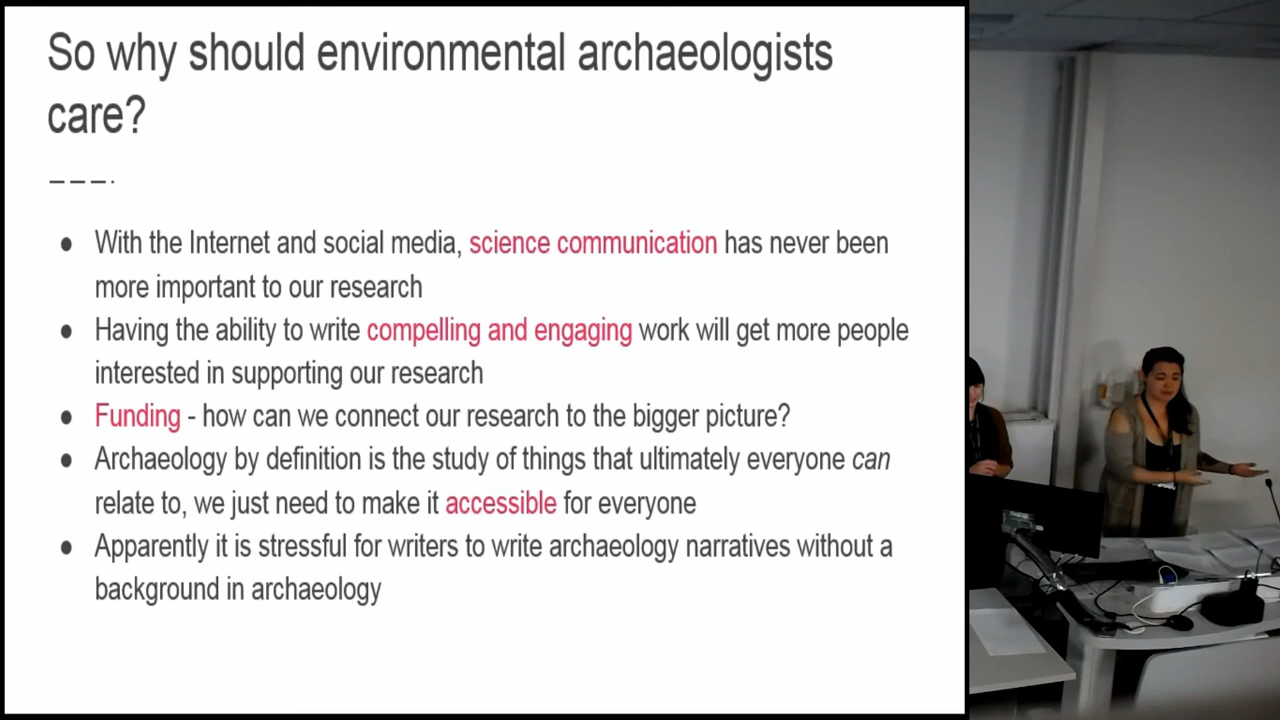 So why should environmental archaeologists
care?
● With the Internet and social media, science communication has never been
more important to our research
● Having the ability to write compelling and engaging work will get more people
interested in supporting our research
● Funding - how can we connect our research to the bigger picture?
● Archaeology by definition is the study of things that ultimately everyone can
relate to, we just need to make it accessible for everyone
● Apparently it is stressful for writers to write archaeology narratives without a
background in archaeology